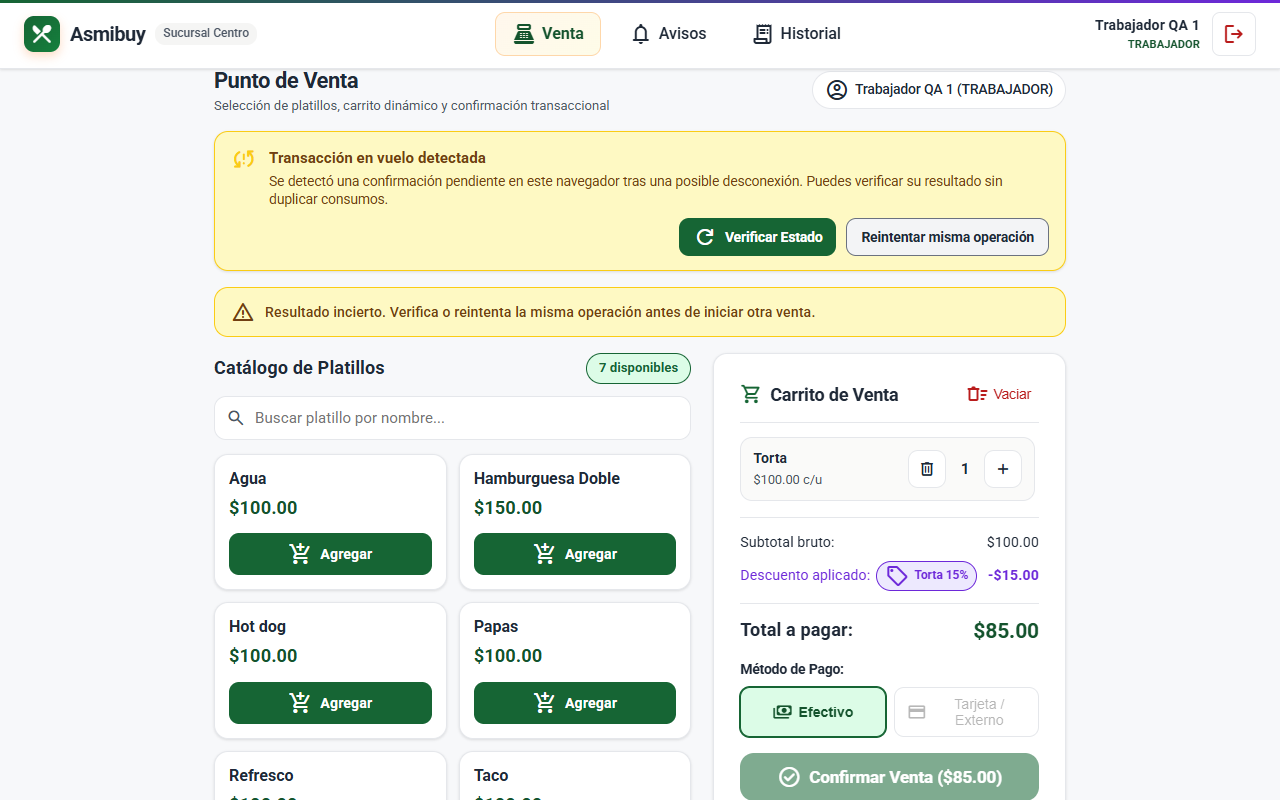 Asmibuy
Sucursal Centro
Venta
Avisos
Historial
Trabajador QA 1
TRABAJADOR
Punto de Venta
Selección de platillos, carrito dinámico y confirmación transaccional
Trabajador QA 1 (TRABAJADOR)
Transacción en vuelo detectada
Se detectó una confirmación pendiente en este navegador tras una posible desconexión. Puedes verificar su resultado sin
duplicar consumos.
Verificar Estado
Reintentar misma operación
Resultado incierto. Verifica o reintenta la misma operación antes de iniciar otra venta.
Catálogo de Platillos
7 disponibles
Buscar platillo por nombre...
Agua
$100.00
Agregar
Hamburguesa Doble
$150.00
Agregar
Hot dog
$100.00
Agregar
Papas
$100.00
Agregar
Refresco
Taco
Carrito de Venta
Vaciar
Torta
$100.00 c/u
1
Subtotal bruto:
$100.00
Descuento aplicado:
Torta 15%
-$15.00
Total a pagar:
$85.00
Método de Pago:
Efectivo
Tarjeta /
Externo
Confirmar Venta ($85.00)